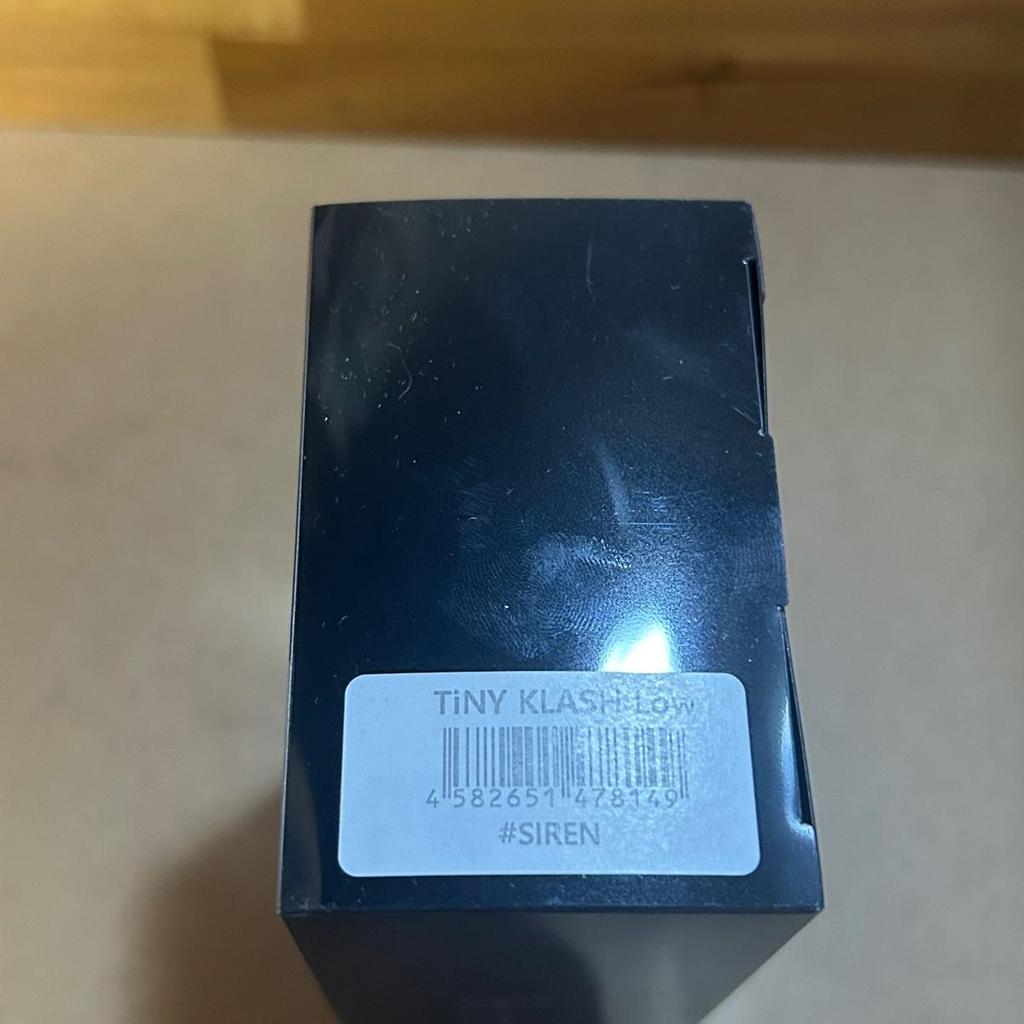 TiNY KLASH Low
4 582651 478149
#SIREN